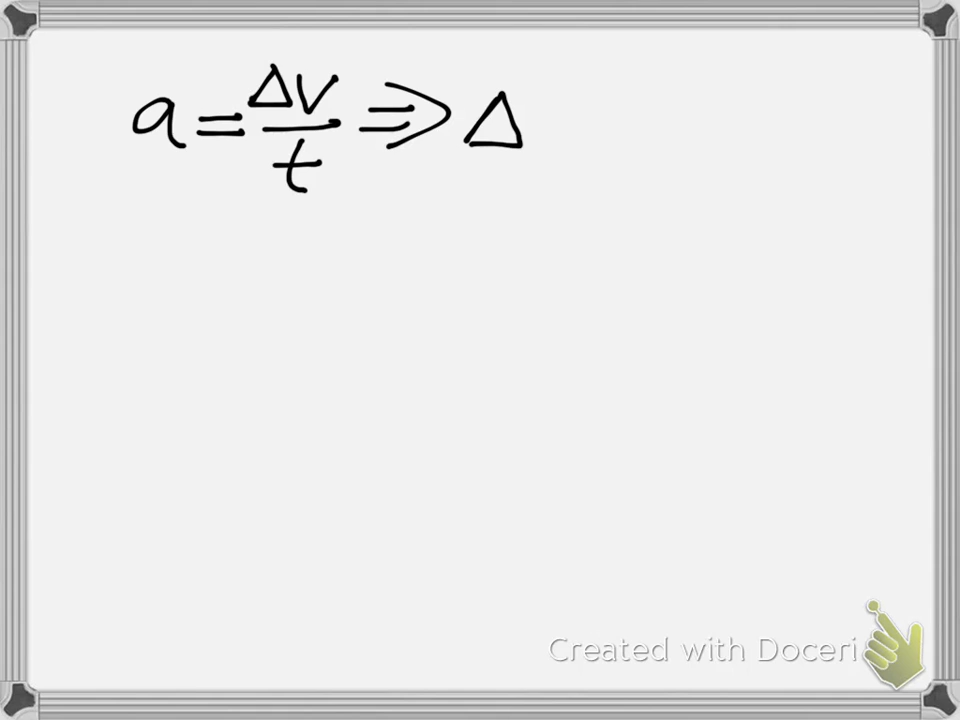 a = Δv/t ⇒ Δ
Created with Doceri